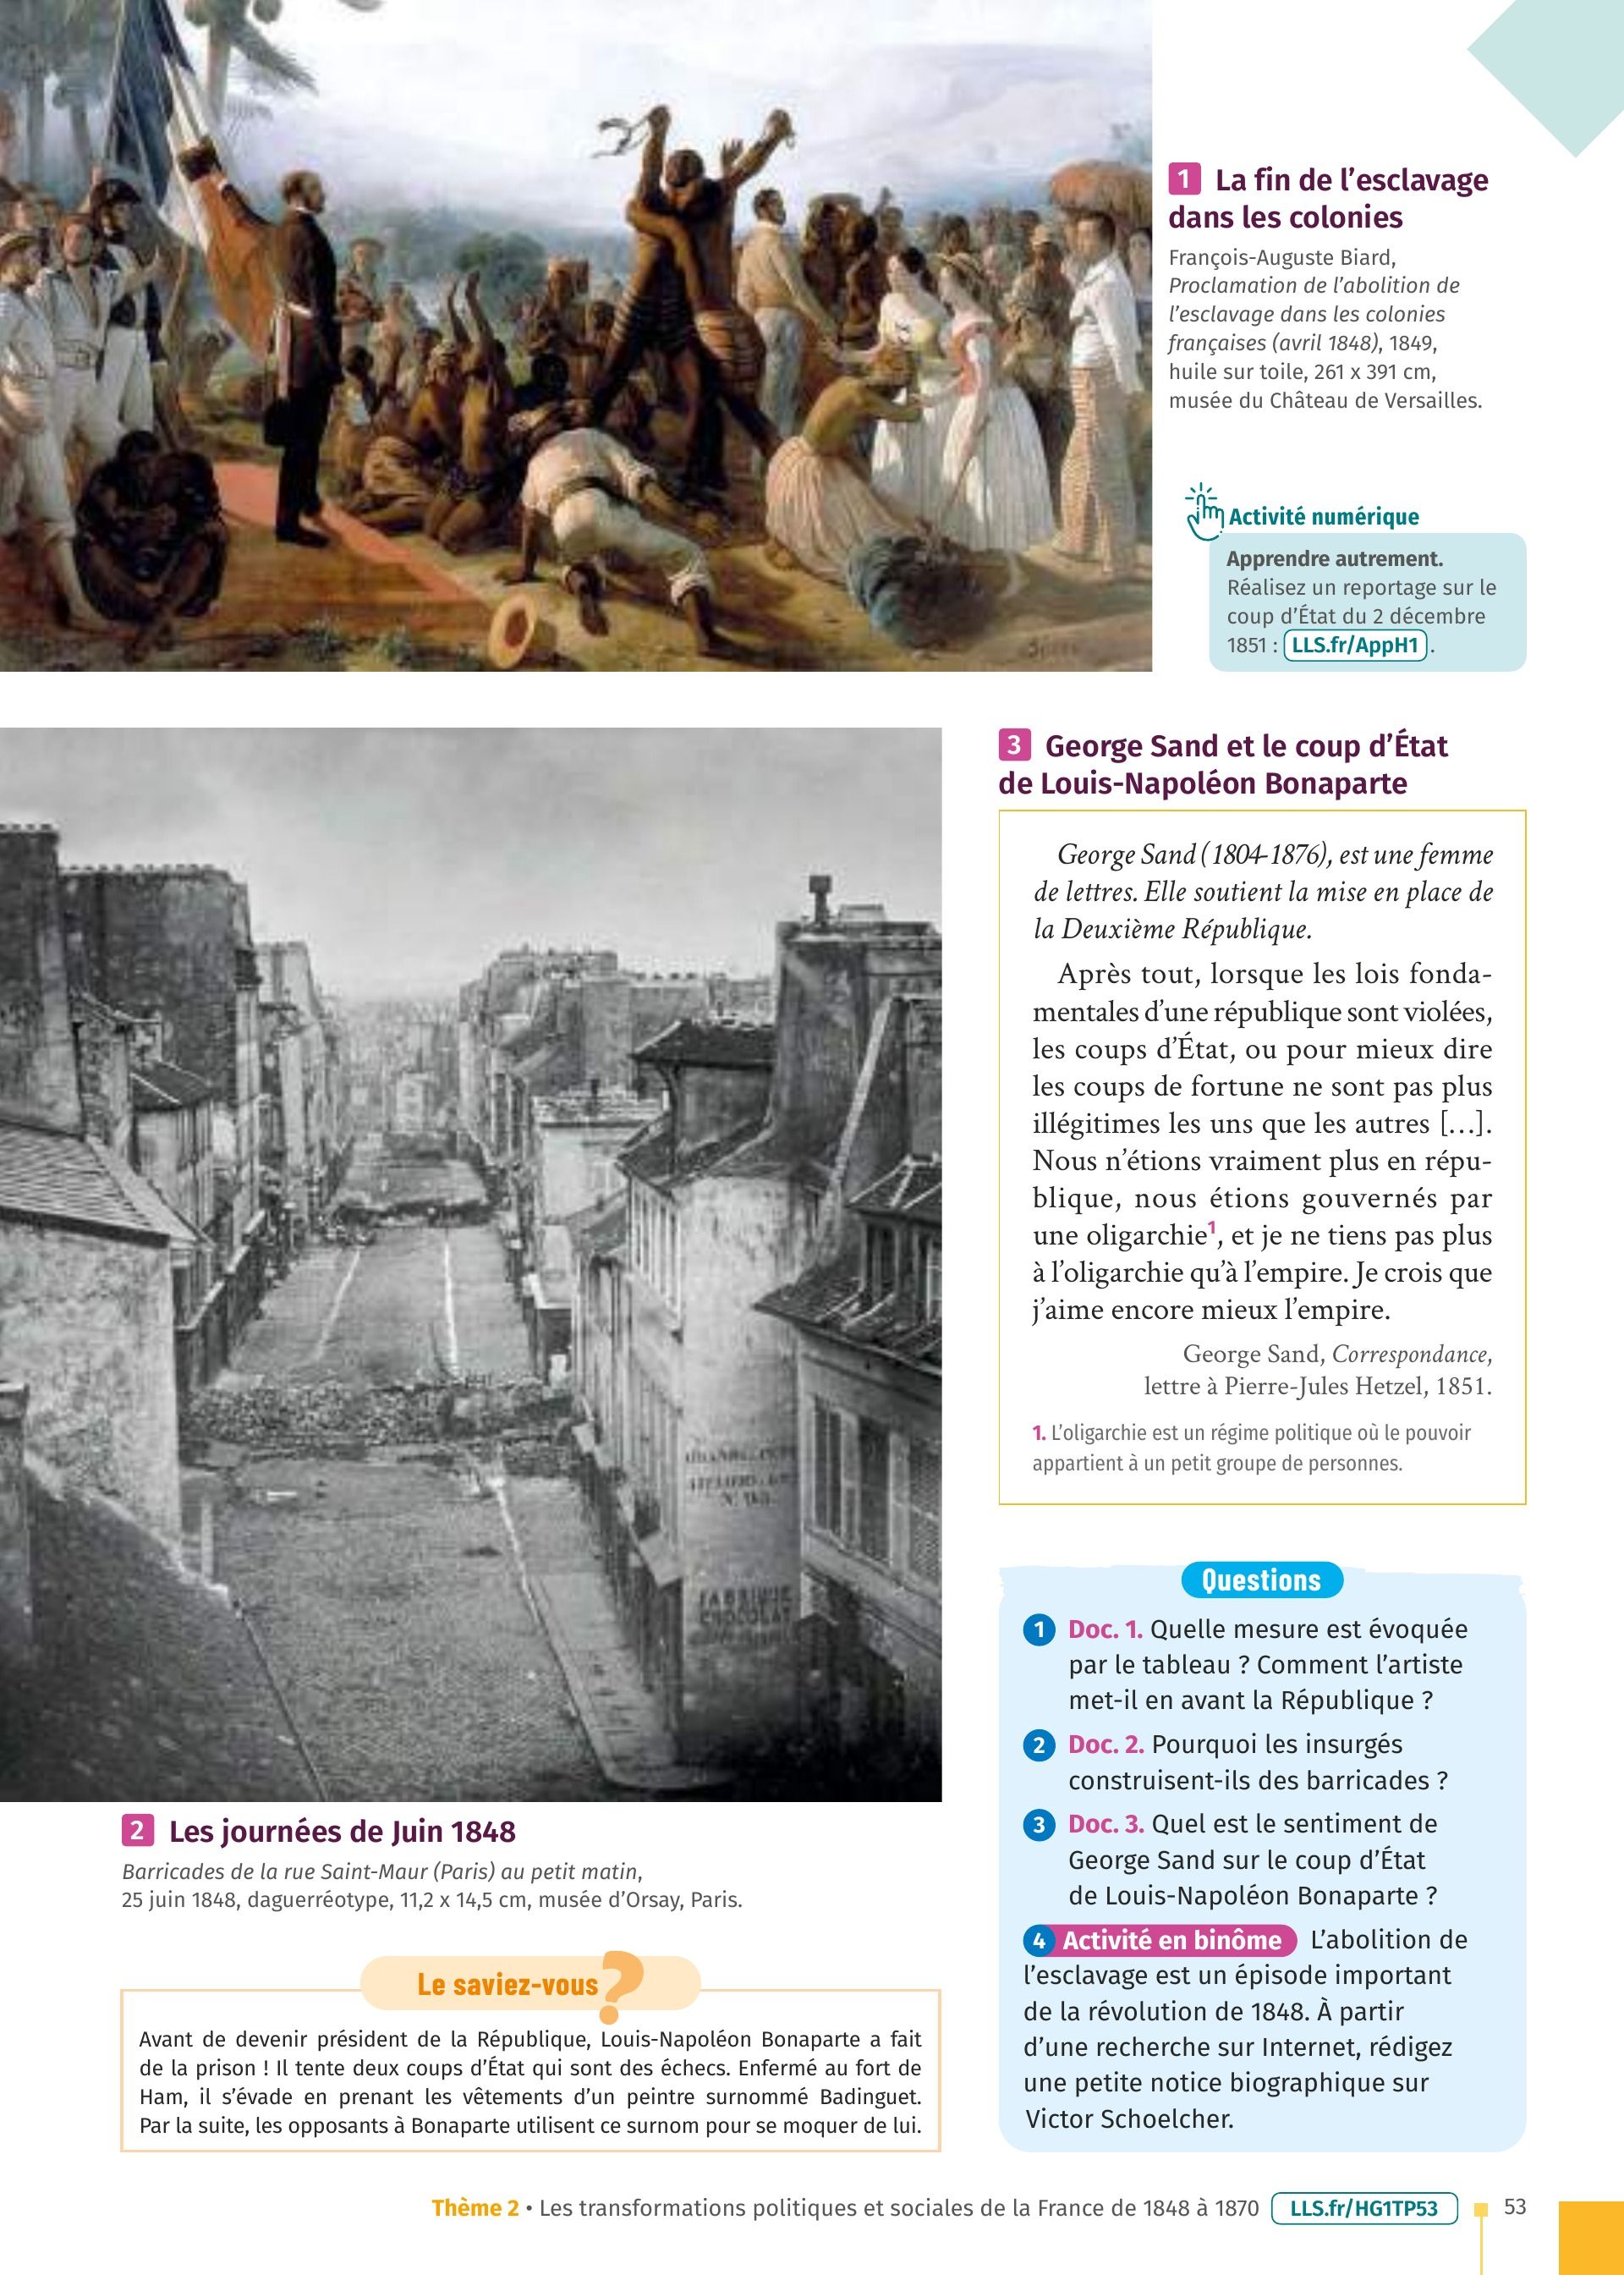 1 La fin de l'esclavage
dans les colonies
François-Auguste Biard,
Proclamation de l'abolition de
l'esclavage dans les colonies
françaises (avril 1848), 1849,
huile sur toile, 261 x 391 cm,
musée du Château de Versailles.
Activité numérique
Apprendre autrement.
Réalisez un reportage sur le
coup d'État du 2 décembre
1851 : LLS.fr/AppH1.
3 George Sand et le coup d'État
de Louis-Napoléon Bonaparte
George Sand (1804-1876), est une femme
de lettres. Elle soutient la mise en place de
la Deuxième République.
Après tout, lorsque les lois fonda-
mentales d'une république sont violées,
les coups d'État, ou pour mieux dire
les coups de fortune ne sont pas plus
illégitimes les uns que les autres […].
Nous n'étions vraiment plus en répu-
blique, nous étions gouvernés par
une oligarchie1, et je ne tiens pas plus
à l'oligarchie qu'à l'empire. Je crois que
j'aime encore mieux l'empire.
George Sand, Correspondance,
lettre à Pierre-Jules Hetzel, 1851.
1. L'oligarchie est un régime politique où le pouvoir
appartient à un petit groupe de personnes.
FABRIQUE
CHOCOLAT
2 Les journées de Juin 1848
Barricades de la rue Saint-Maur (Paris) au petit matin,
25 juin 1848, daguerréotype, 11,2 x 14,5 cm, musée d'Orsay, Paris.
Le saviez-vous ?
Avant de devenir président de la République, Louis-Napoléon Bonaparte a fait
de la prison ! Il tente deux coups d'État qui sont des échecs. Enfermé au fort de
Ham, il s'évade en prenant les vêtements d'un peintre surnommé Badinguet.
Par la suite, les opposants à Bonaparte utilisent ce surnom pour se moquer de lui.
Questions
1 Doc. 1. Quelle mesure est évoquée
par le tableau ? Comment l'artiste
met-il en avant la République ?
2 Doc. 2. Pourquoi les insurgés
construisent-ils des barricades ?
3 Doc. 3. Quel est le sentiment de
George Sand sur le coup d'État
de Louis-Napoléon Bonaparte ?
4 Activité en binôme L'abolition de
l'esclavage est un épisode important
de la révolution de 1848. À partir
d'une recherche sur Internet, rédigez
une petite notice biographique sur
Victor Schoelcher.
Thème 2 • Les transformations politiques et sociales de la France de 1848 à 1870 LLS.fr/HG1TP53 53